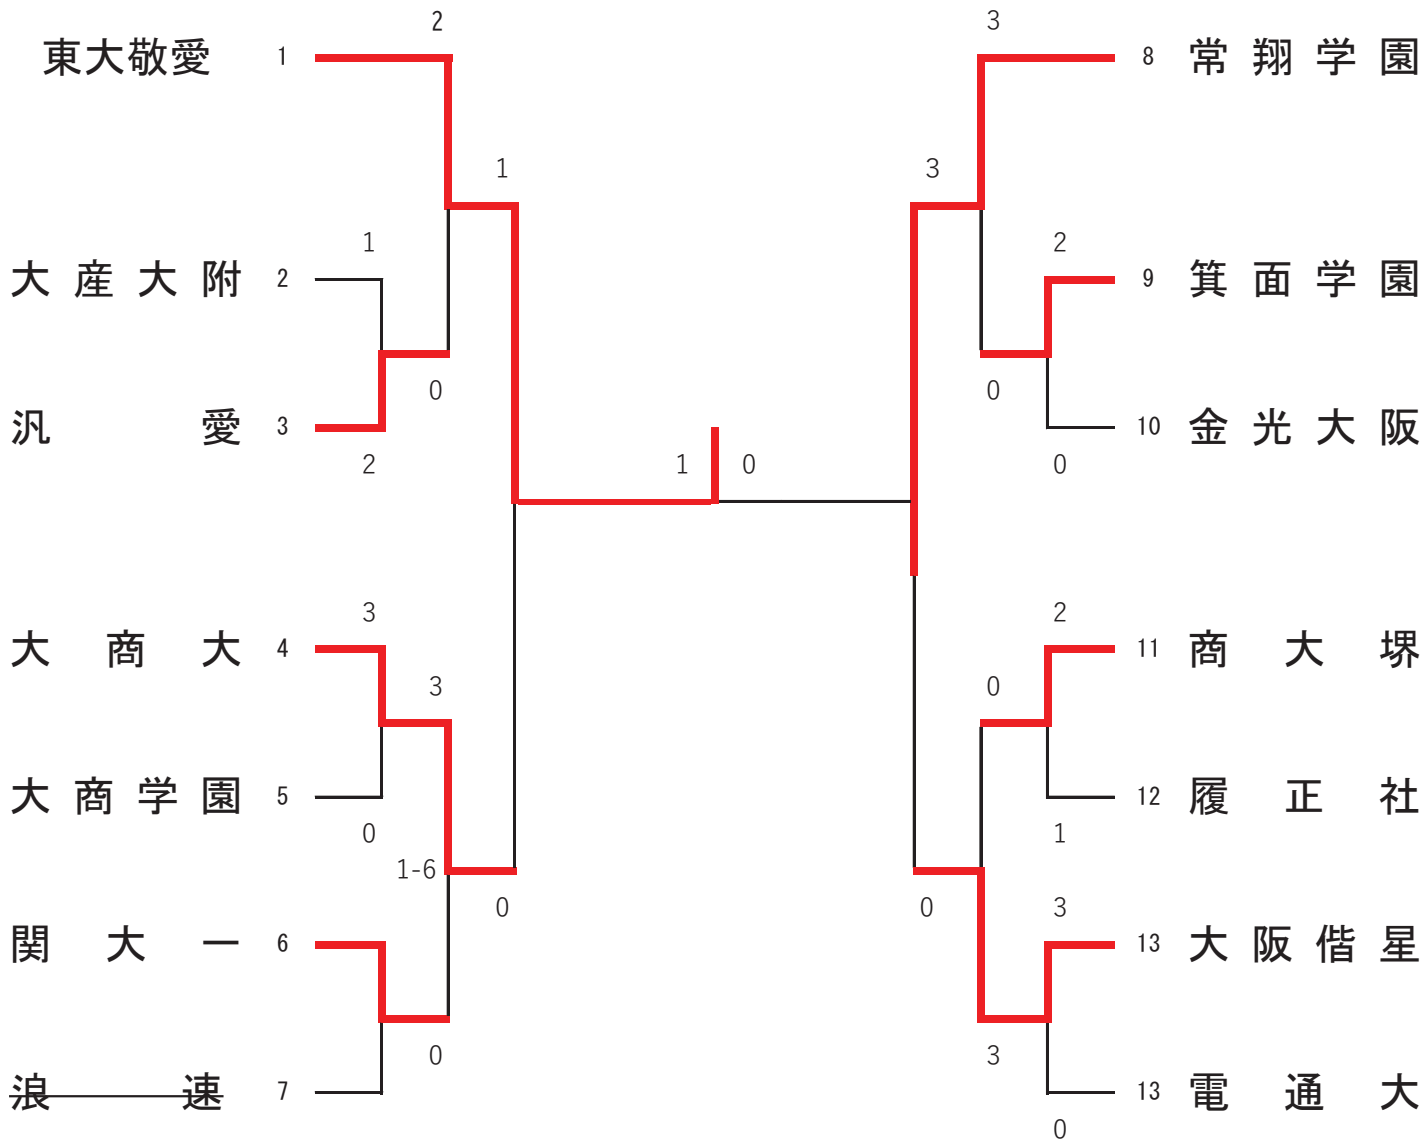 2 3
東大敬愛 1 8 常翔学園
1 3
1 2
大産大附 2 9 箕面学園
0 0
汎愛 3 10 金光大阪
2 1 0 0
3 2
大商大 4 11 商大堺
3 0
大商学園 5 12 履正社
0 1
1-6
0 0 3
関大一 6 13 大阪偕星
0 3
浪速 7 13 電通大
0